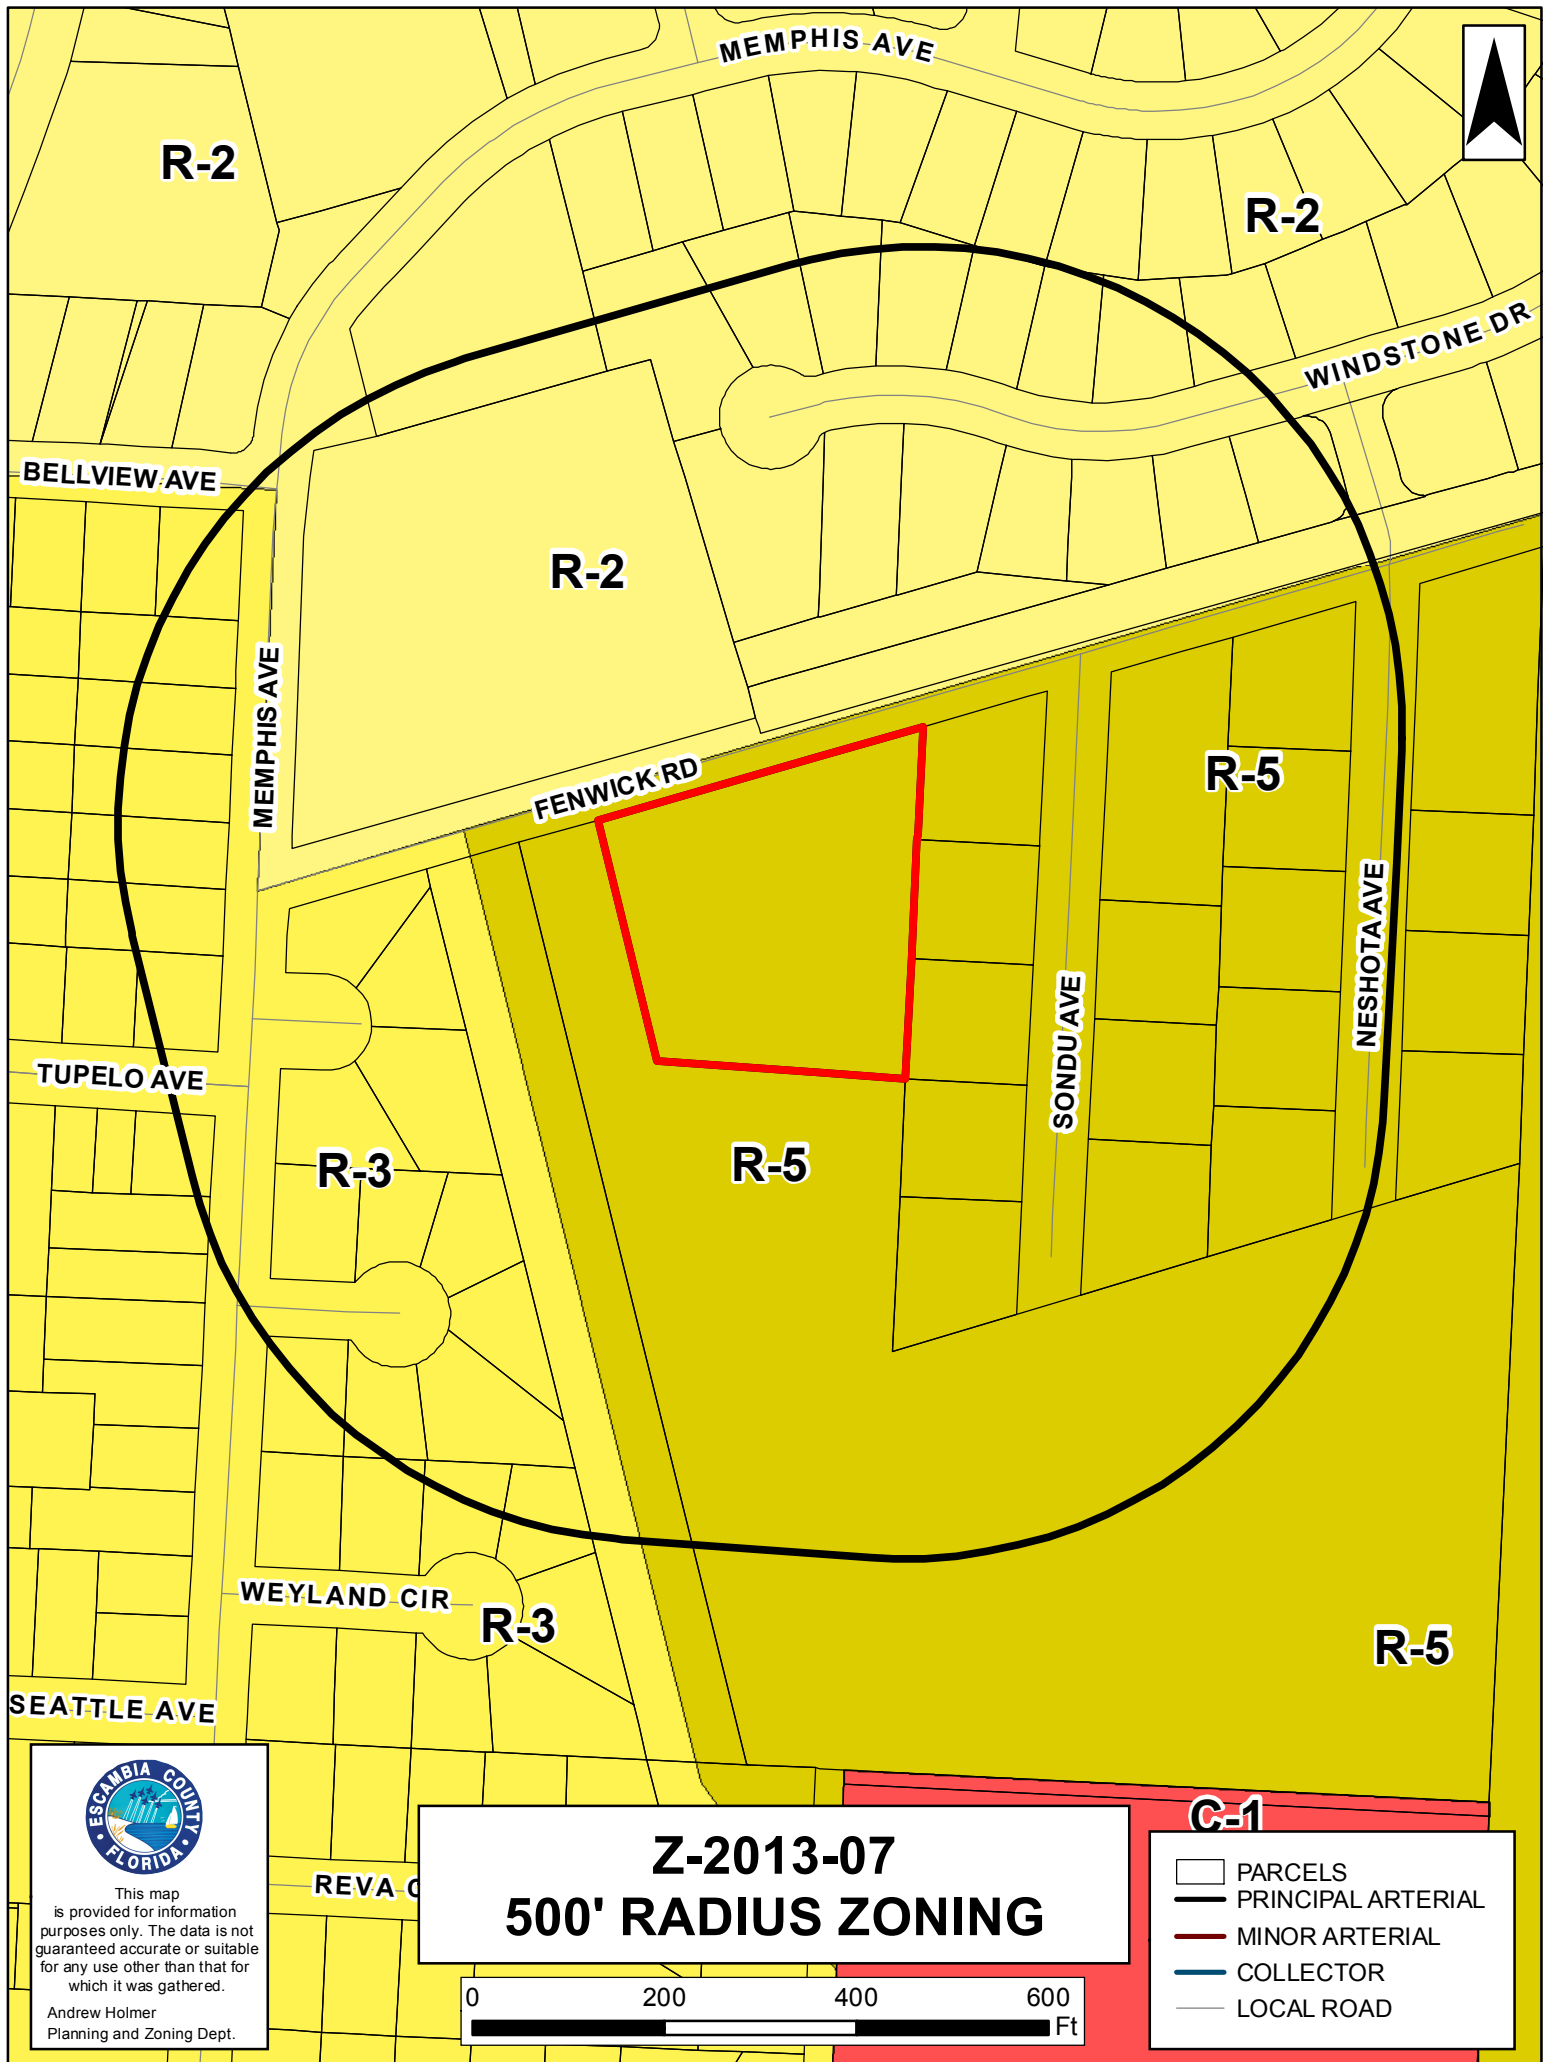 MEMPHIS AVE
R-2
R-2
WINDSTONE DR
BELLVIEW AVE
R-2
MEMPHIS AVE
FENWICK RD
R-5
NESHOTA AVE
SONDU AVE
TUPELO AVE
R-3
R-5
WEYLAND CIR
R-3
R-5
SEATTLE AVE
ESCAMBIA COUNTY
FLORIDA
This map
is provided for information
purposes only. The data is not
guaranteed accurate or suitable
for any use other than that for
which it was gathered.
Andrew Holmer
Planning and Zoning Dept.
REVA C
Z-2013-07
500' RADIUS ZONING
0 200 400 600
Ft
C-1
PARCELS
PRINCIPAL ARTERIAL
MINOR ARTERIAL
COLLECTOR
LOCAL ROAD